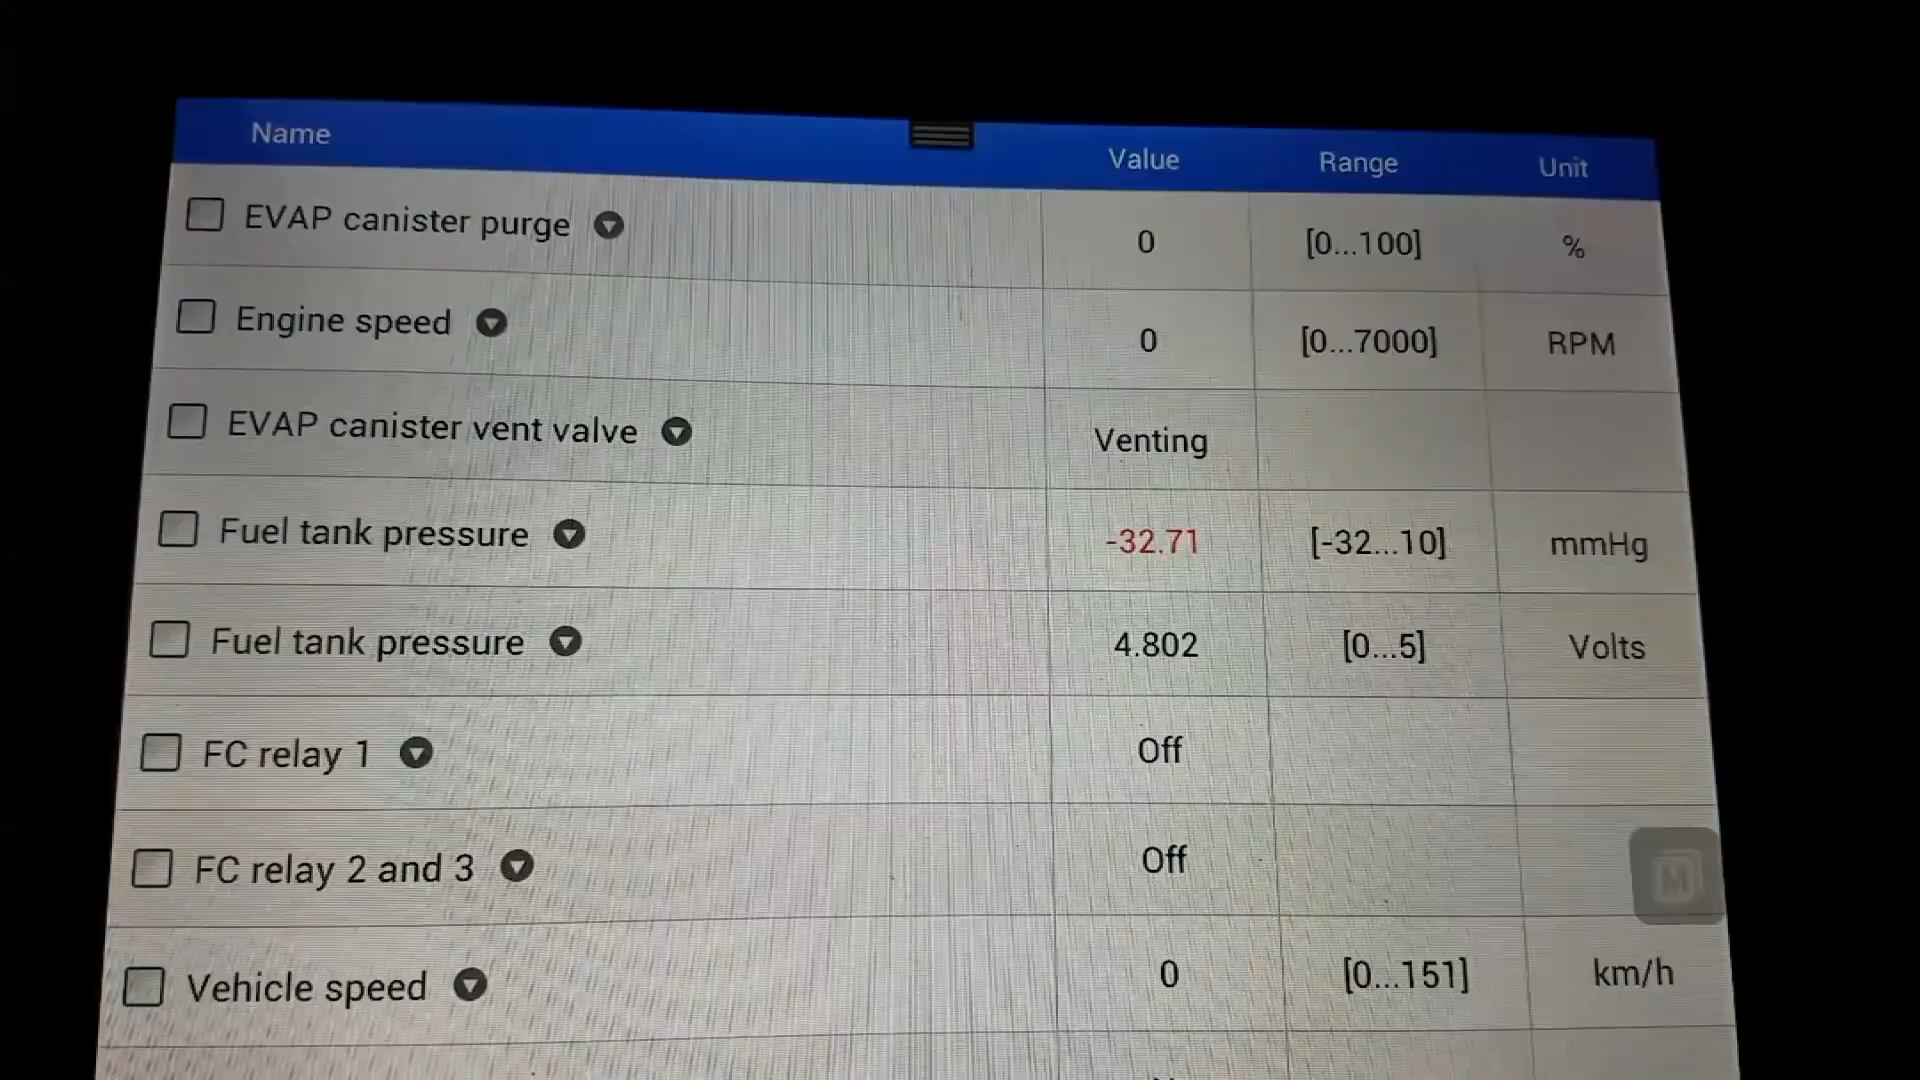 Name Value Range Unit
EVAP canister purge 0 [0...100] %
Engine speed 0 [0...7000] RPM
EVAP canister vent valve Venting
Fuel tank pressure -32.71 [-32...10] mmHg
Fuel tank pressure 4.802 [0...5] Volts
FC relay 1 Off
FC relay 2 and 3 Off
M
Vehicle speed 0 [0...151] km/h